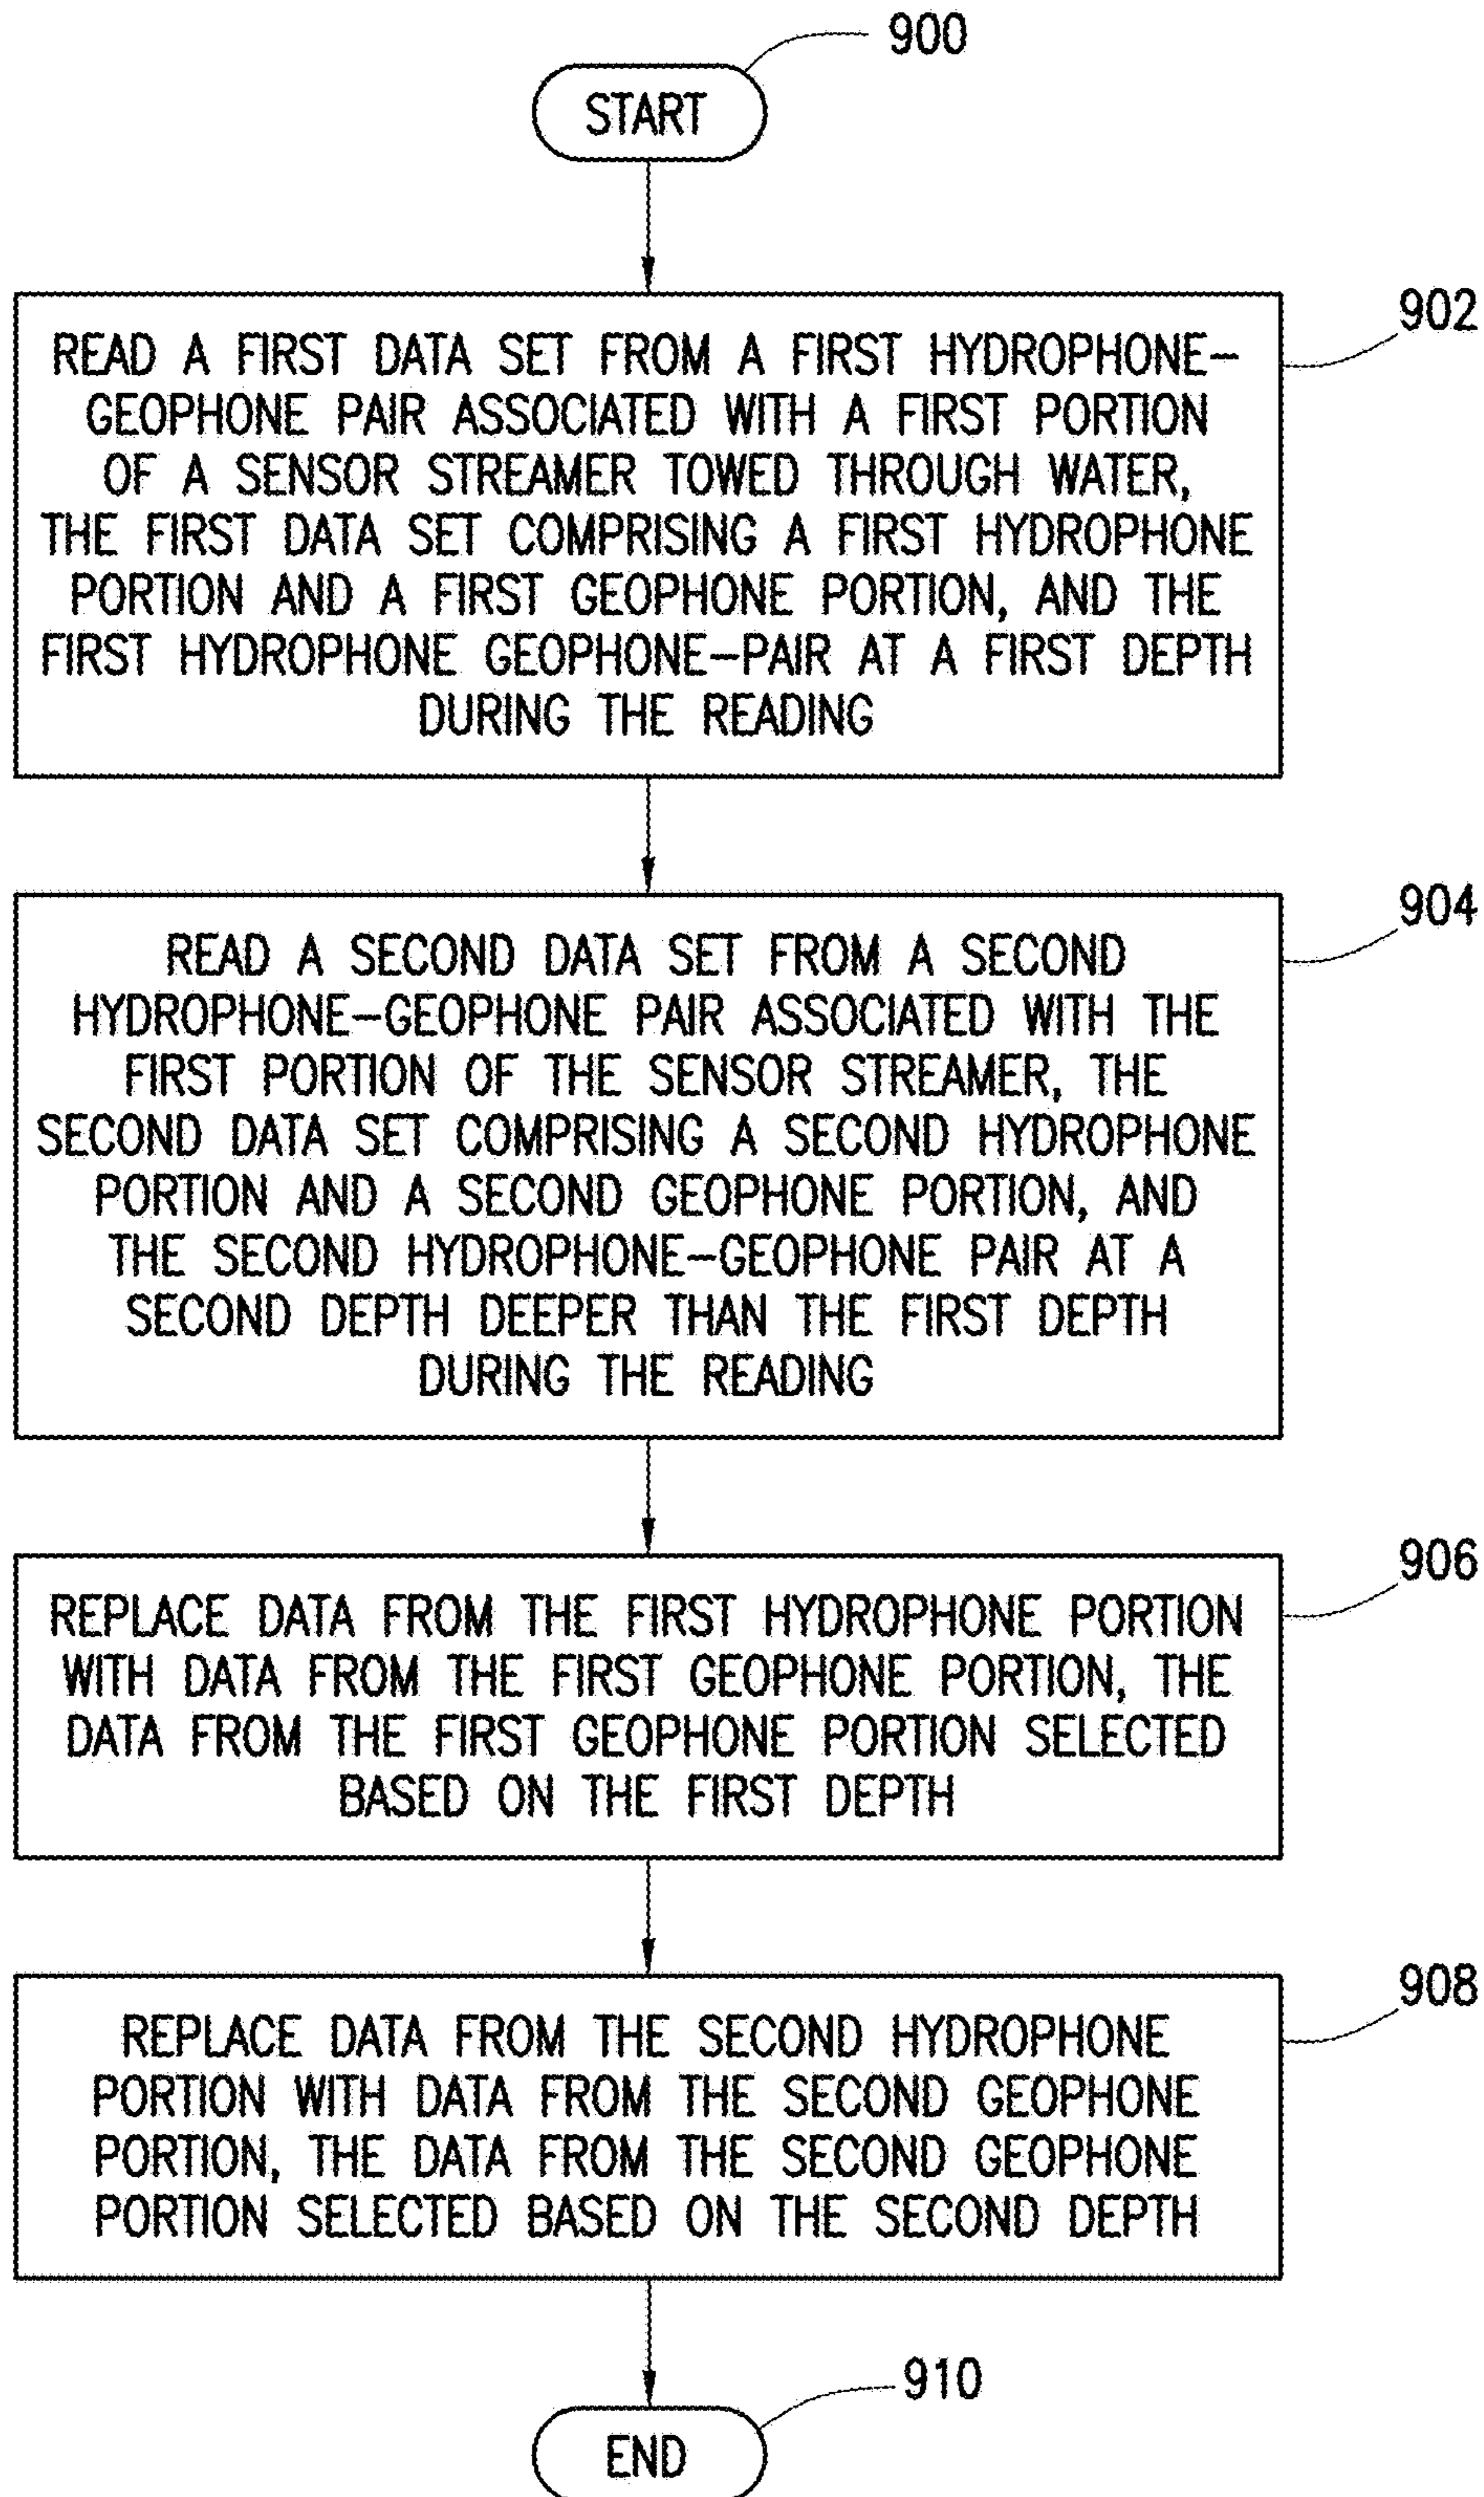 900
START
902
READ A FIRST DATA SET FROM A FIRST HYDROPHONE–
GEOPHONE PAIR ASSOCIATED WITH A FIRST PORTION
OF A SENSOR STREAMER TOWED THROUGH WATER,
THE FIRST DATA SET COMPRISING A FIRST HYDROPHONE
PORTION AND A FIRST GEOPHONE PORTION, AND THE
FIRST HYDROPHONE GEOPHONE–PAIR AT A FIRST DEPTH
DURING THE READING
904
READ A SECOND DATA SET FROM A SECOND
HYDROPHONE–GEOPHONE PAIR ASSOCIATED WITH THE
FIRST PORTION OF THE SENSOR STREAMER, THE
SECOND DATA SET COMPRISING A SECOND HYDROPHONE
PORTION AND A SECOND GEOPHONE PORTION, AND
THE SECOND HYDROPHONE–GEOPHONE PAIR AT A
SECOND DEPTH DEEPER THAN THE FIRST DEPTH
DURING THE READING
906
REPLACE DATA FROM THE FIRST HYDROPHONE PORTION
WITH DATA FROM THE FIRST GEOPHONE PORTION, THE
DATA FROM THE FIRST GEOPHONE PORTION SELECTED
BASED ON THE FIRST DEPTH
908
REPLACE DATA FROM THE SECOND HYDROPHONE
PORTION WITH DATA FROM THE SECOND GEOPHONE
PORTION, THE DATA FROM THE SECOND GEOPHONE
PORTION SELECTED BASED ON THE SECOND DEPTH
910
END